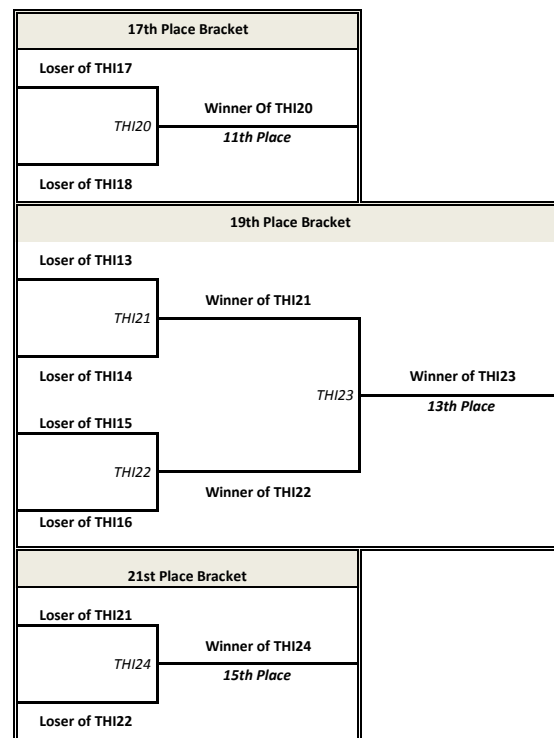 17th Place Bracket
Loser of THI17
Winner Of THI20
THI20
11th Place
Loser of THI18
19th Place Bracket
Loser of THI13
Winner of THI21
THI21
Loser of THI14
Winner of THI23
THI23
13th Place
Loser of THI15
THI22
Winner of THI22
Loser of THI16
21st Place Bracket
Loser of THI21
Winner of THI24
THI24
15th Place
Loser of THI22